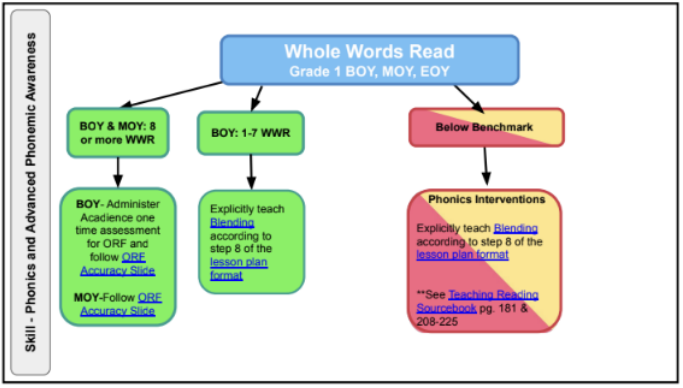 Skill - Phonics and Advanced Phonemic Awareness
Whole Words Read
Grade 1 BOY, MOY, EOY
BOY & MOY: 8
or more WWR
BOY: 1-7 WWR
Below Benchmark
BOY- Administer
Acadience one
time assessment
for ORF and
follow ORF
Accuracy Slide
MOY-Follow ORF
Accuracy Slide
Explicitly teach
Blending
according to
step 8 of the
lesson plan
format
Phonics Interventions
Explicitly teach Blending
according to step 8 of the
lesson plan format
**See Teaching Reading
Sourcebook pg. 181 &
208-225